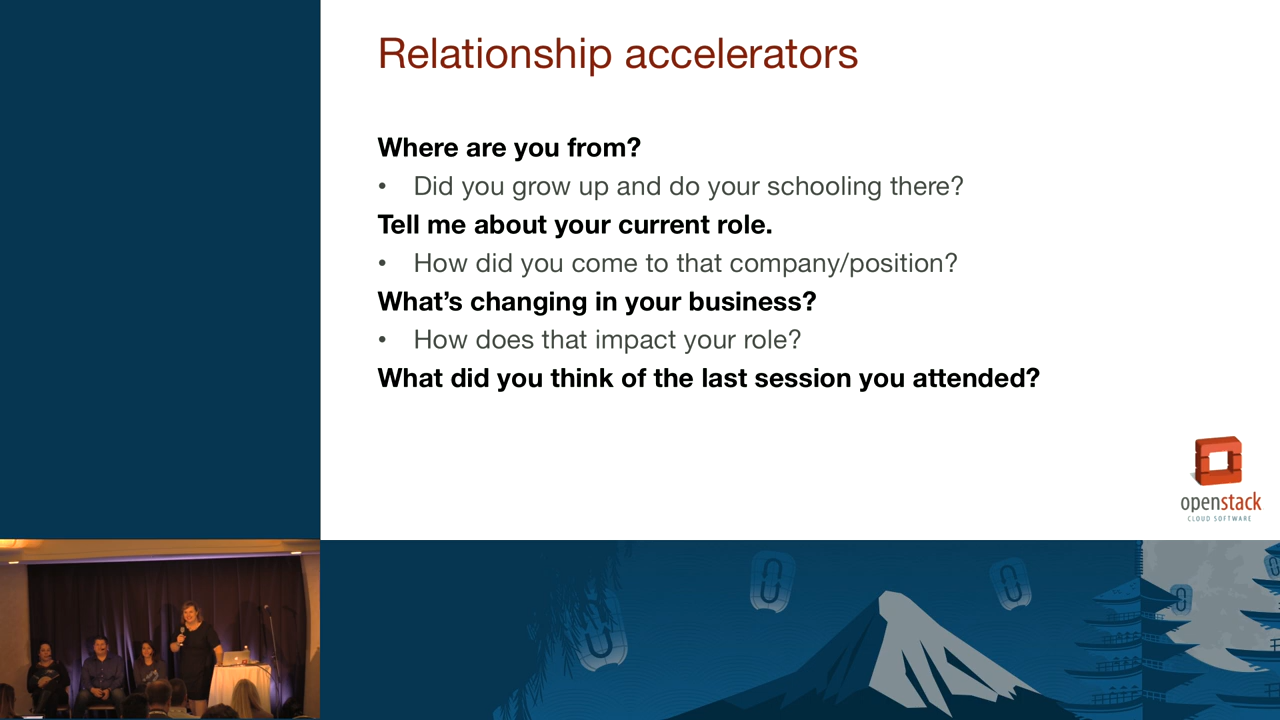 Relationship accelerators
Where are you from?
• Did you grow up and do your schooling there?
Tell me about your current role.
• How did you come to that company/position?
What’s changing in your business?
• How does that impact your role?
What did you think of the last session you attended?
openstack
CLOUD SOFTWARE